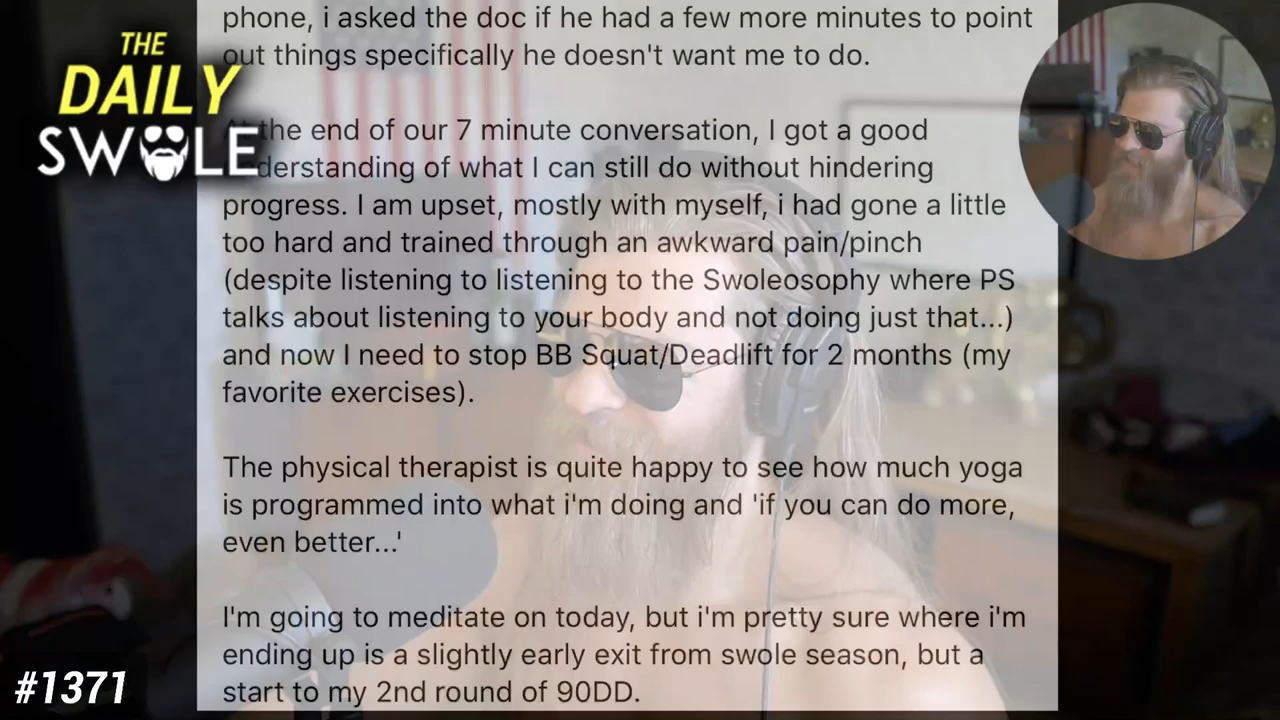 THE
DAILY
SWOLE
phone, i asked the doc if he had a few more minutes to point
out things specifically he doesn't want me to do.
At the end of our 7 minute conversation, I got a good
understanding of what I can still do without hindering
progress. I am upset, mostly with myself, i had gone a little
too hard and trained through an awkward pain/pinch
(despite listening to listening to the Swoleosophy where PS
talks about listening to your body and not doing just that...)
and now I need to stop BB Squat/Deadlift for 2 months (my
favorite exercises).
The physical therapist is quite happy to see how much yoga
is programmed into what i'm doing and 'if you can do more,
even better...'
I'm going to meditate on today, but i'm pretty sure where i'm
ending up is a slightly early exit from swole season, but a
start to my 2nd round of 90DD.
#1371